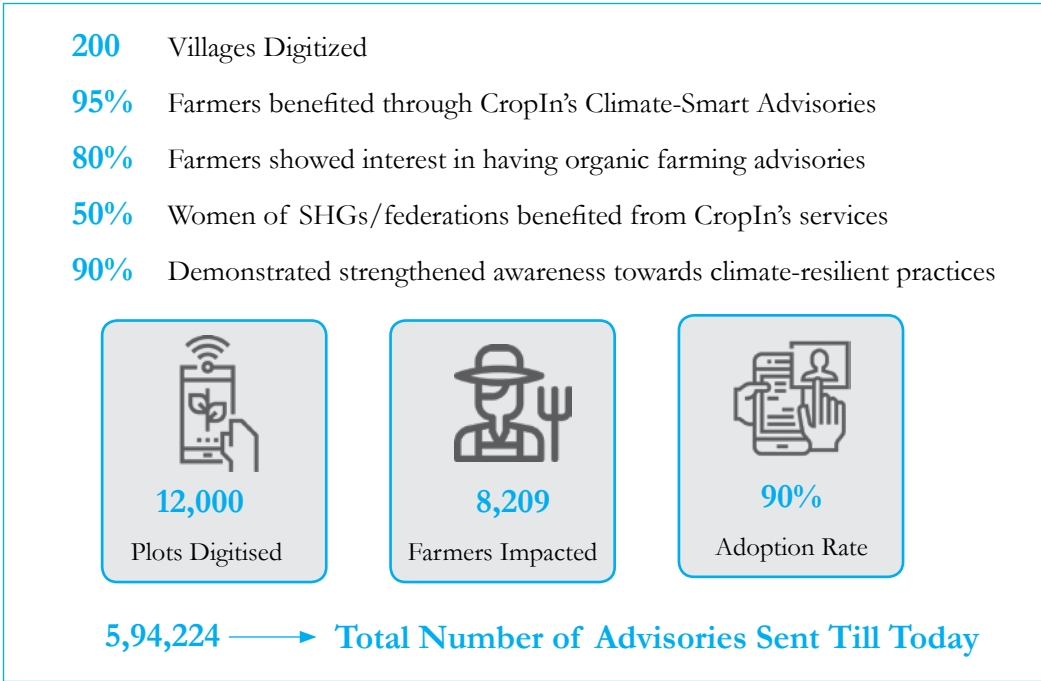 200 Villages Digitized
95% Farmers benefited through CropIn's Climate-Smart Advisories
80% Farmers showed interest in having organic farming advisories
50% Women of SHGs/federations benefited from CropIn's services
90% Demonstrated strengthened awareness towards climate-resilient practices
12,000
Plots Digitised
8,209
Farmers Impacted
90%
Adoption Rate
5,94,224 Total Number of Advisories Sent Till Today